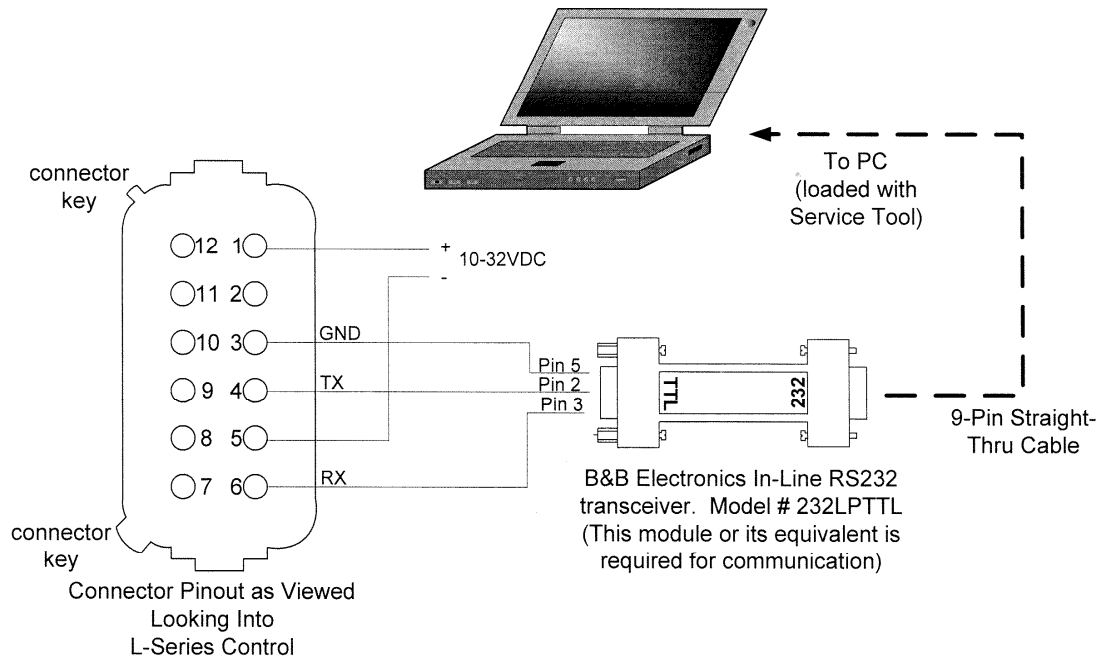 connector
key
To PC
(loaded with
Service Tool)
12 1
+
10-32VDC
-
11 2
10 3
GND
Pin 5
9 4
TX
Pin 2
Pin 3
TTL
232
8 5
9-Pin Straight-
Thru Cable
7 6
RX
B&B Electronics In-Line RS232
transceiver. Model # 232LPTTL
(This module or its equivalent is
required for communication)
connector
key
Connector Pinout as Viewed
Looking Into
L-Series Control